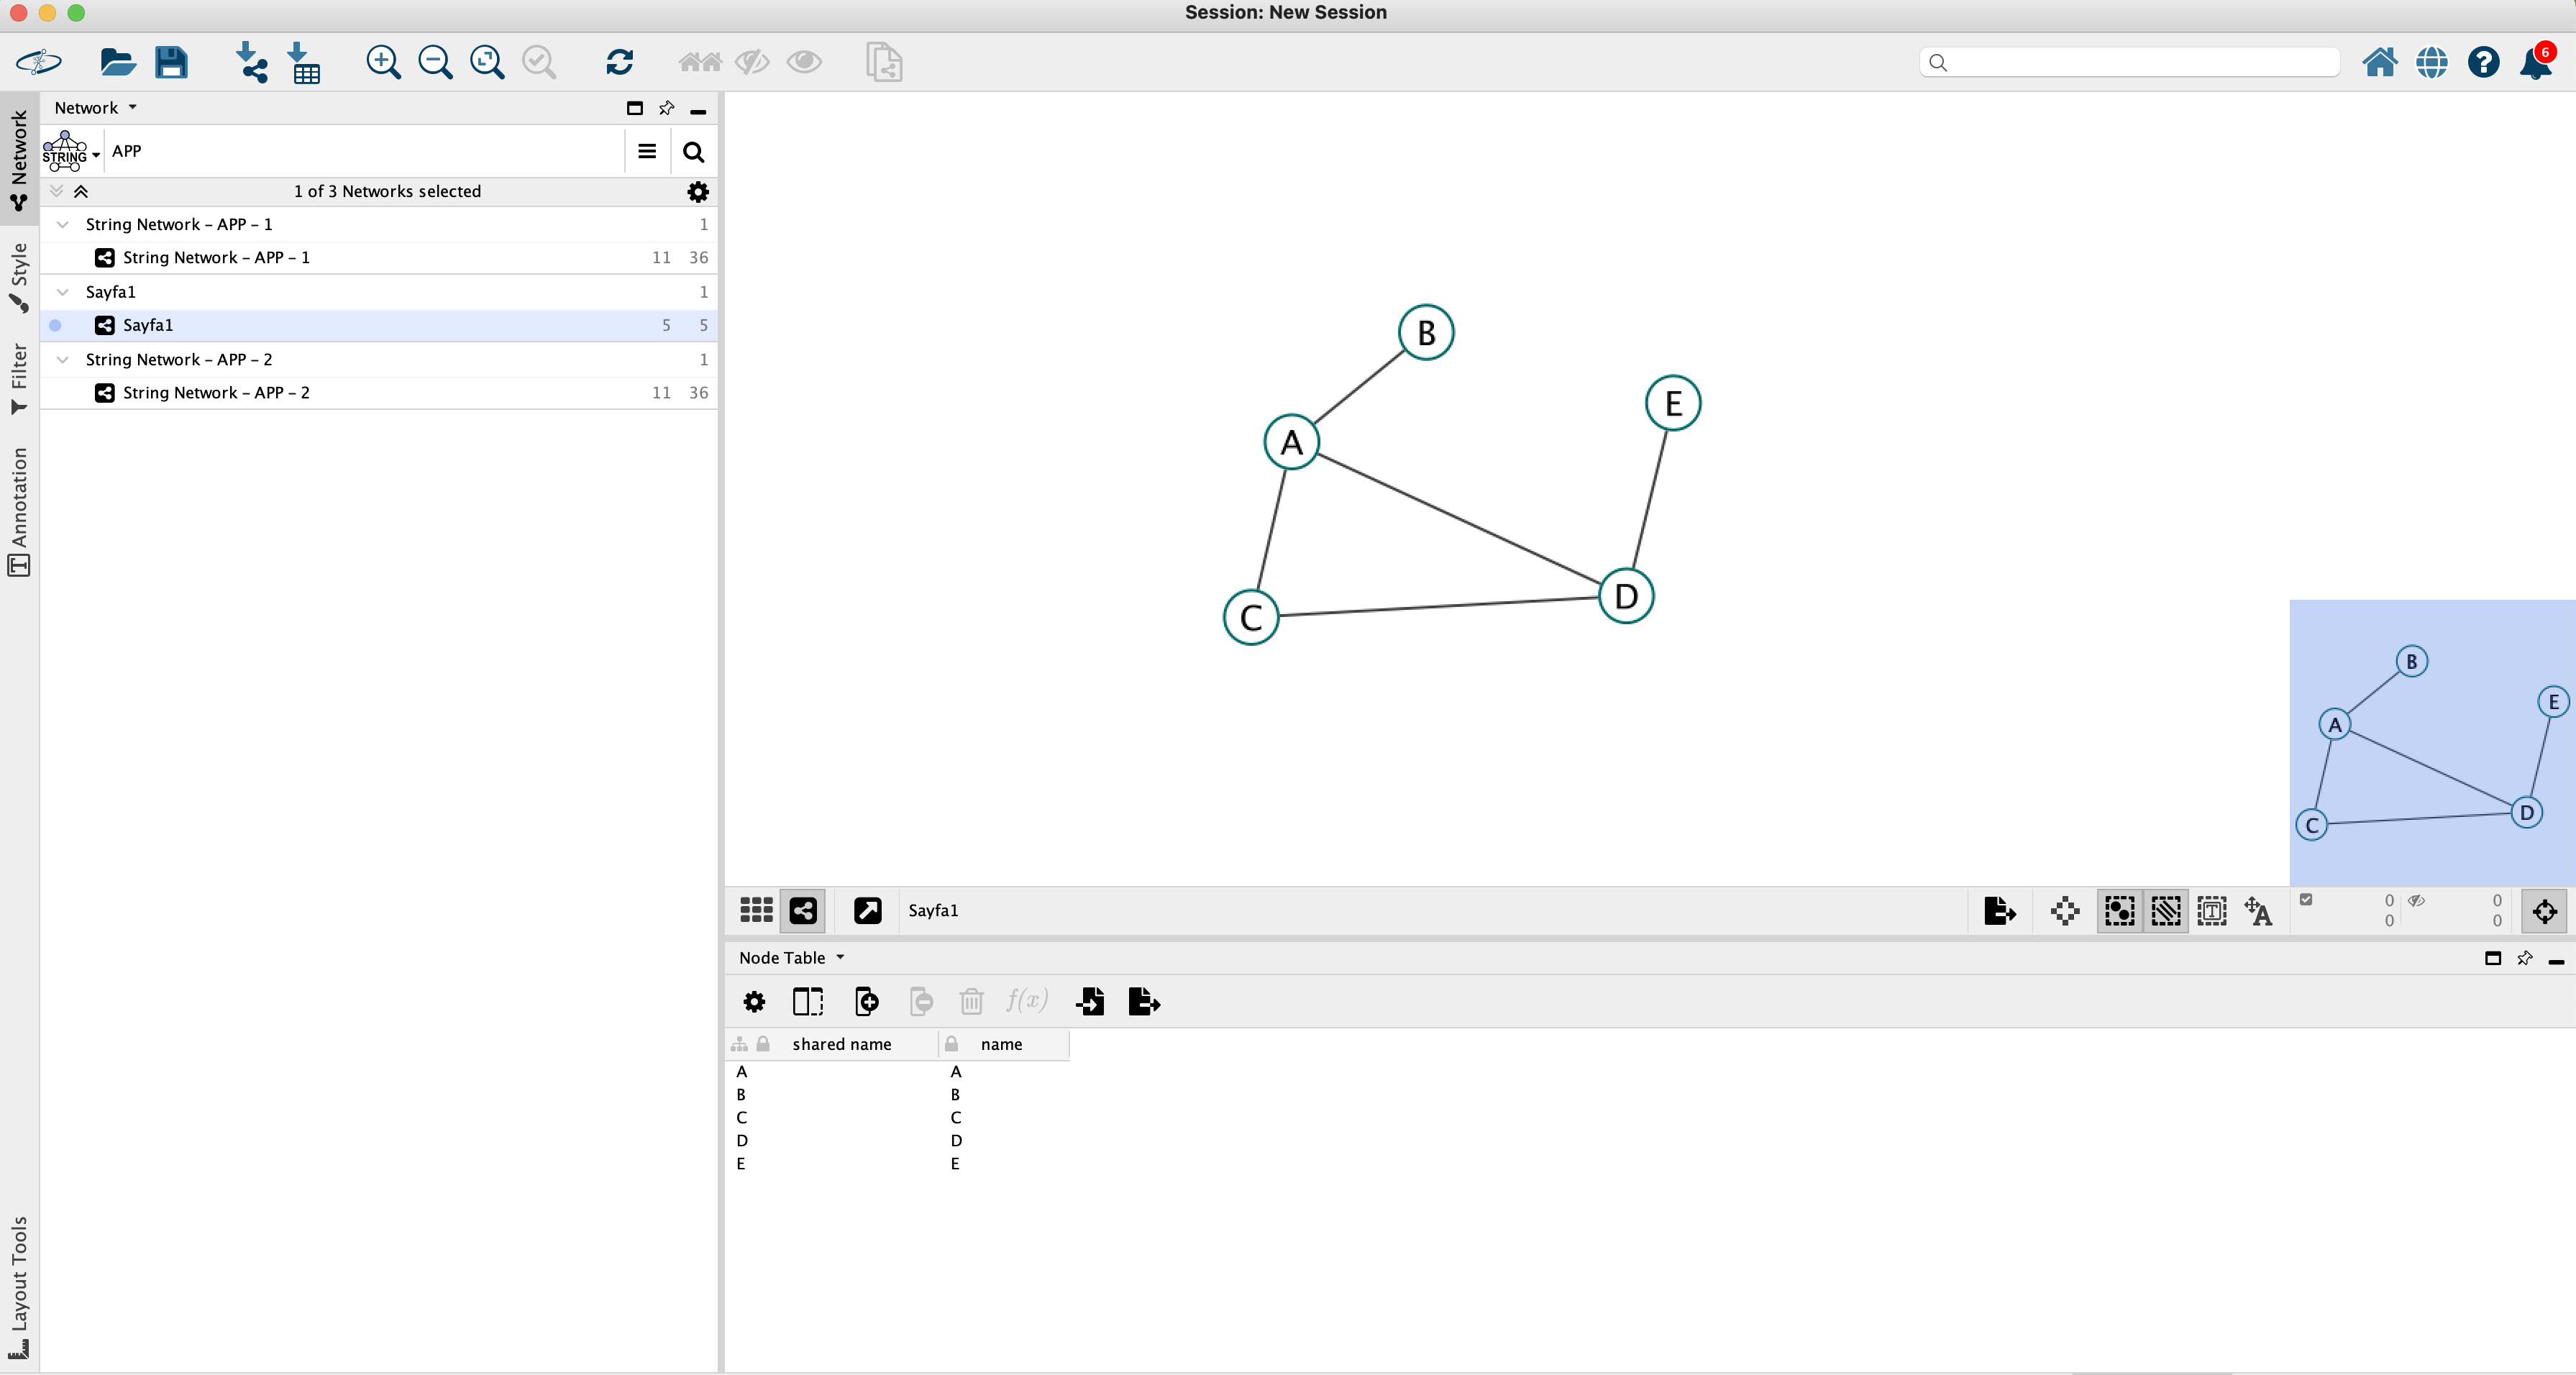 Session: New Session
6
Network
STRING APP
1 of 3 Networks selected
String Network – APP – 1 1
String Network – APP – 1 11 36
Sayfa1 1
Sayfa1 5 5
String Network – APP – 2 1
String Network – APP – 2 11 36
Network
Style
Filter
T Annotation
Layout Tools
B
E
A
D
C
B
E
A
D
C
Sayfa1
T
A
0 0
0 0
Node Table
f(x)
shared name name
A A
B B
C C
D D
E E